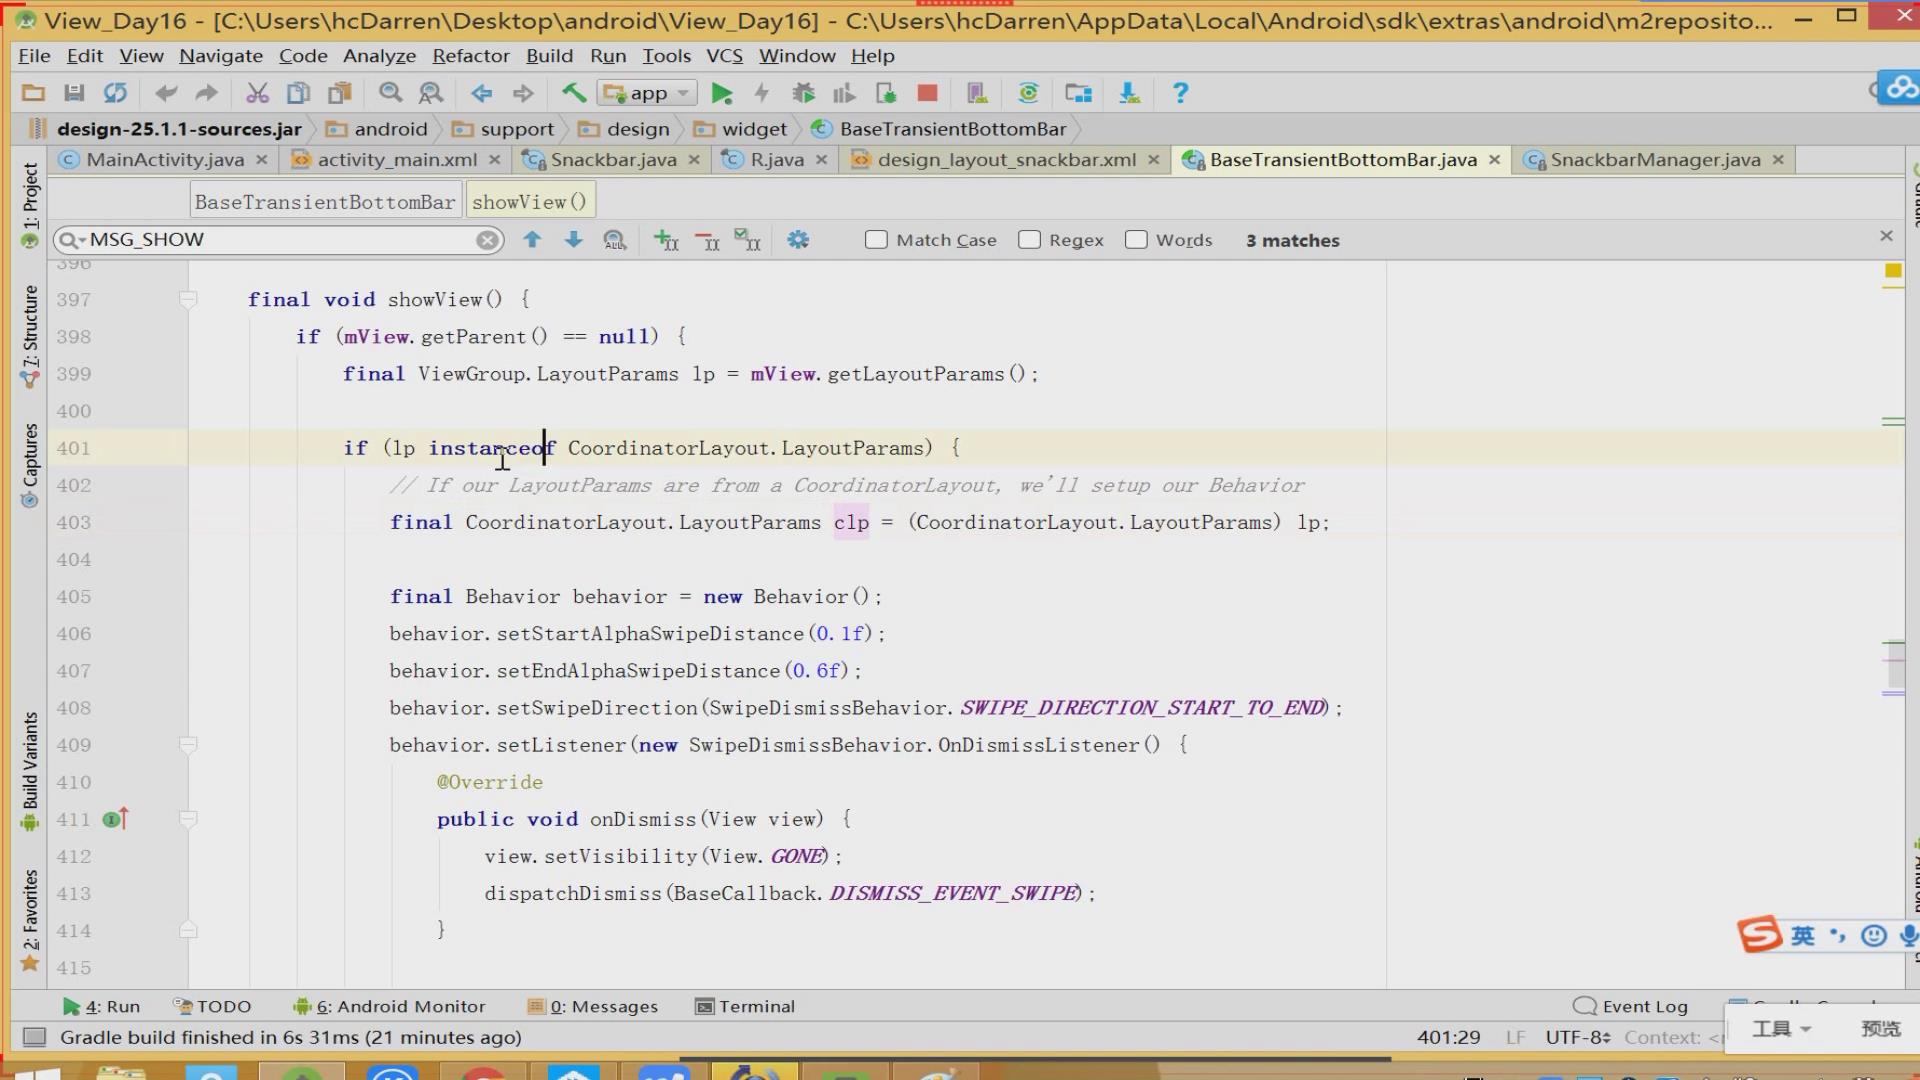 View_Day16 - [C:\Users\hcDarren\Desktop\android\View_Day16] - C:\Users\hcDarren\AppData\Local\Android\sdk\extras\android\m2reposito...
File Edit View Navigate Code Analyze Refactor Build Run Tools VCS Window Help
app
design-25.1.1-sources.jar android support design widget BaseTransientBottomBar
MainActivity.java activity_main.xml Snackbar.java R.java design_layout_snackbar.xml BaseTransientBottomBar.java SnackbarManager.java
BaseTransientBottomBar showView()
MSG_SHOW Match Case Regex Words 3 matches
1: Project
7: Structure
Captures
Build Variants
2: Favorites
396
397 final void showView() {
398 if (mView.getParent() == null) {
399 final ViewGroup.LayoutParams lp = mView.getLayoutParams();
400
401 if (lp instanceof CoordinatorLayout.LayoutParams) {
402 // If our LayoutParams are from a CoordinatorLayout, we'll setup our Behavior
403 final CoordinatorLayout.LayoutParams clp = (CoordinatorLayout.LayoutParams) lp;
404
405 final Behavior behavior = new Behavior();
406 behavior.setStartAlphaSwipeDistance(0.1f);
407 behavior.setEndAlphaSwipeDistance(0.6f);
408 behavior.setSwipeDirection(SwipeDismissBehavior.SWIPE_DIRECTION_START_TO_END);
409 behavior.setListener(new SwipeDismissBehavior.OnDismissListener() {
410 @Override
411 public void onDismiss(View view) {
412 view.setVisibility(View.GONE);
413 dispatchDismiss(BaseCallback.DISMISS_EVENT_SWIPE);
414 }
415
英
4: Run TODO 6: Android Monitor 0: Messages Terminal Event Log
Gradle build finished in 6s 31ms (21 minutes ago) 401:29 LF UTF-8 Context:
工具 预览